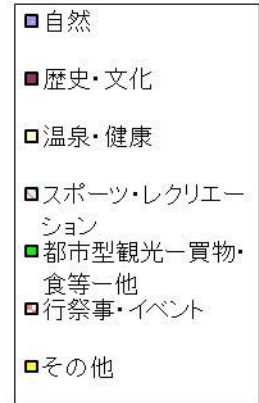 自然
歴史・文化
温泉・健康
スポーツ・レクリエー
ション
都市型観光ー買物・
食等ー他
行祭事・イベント
その他